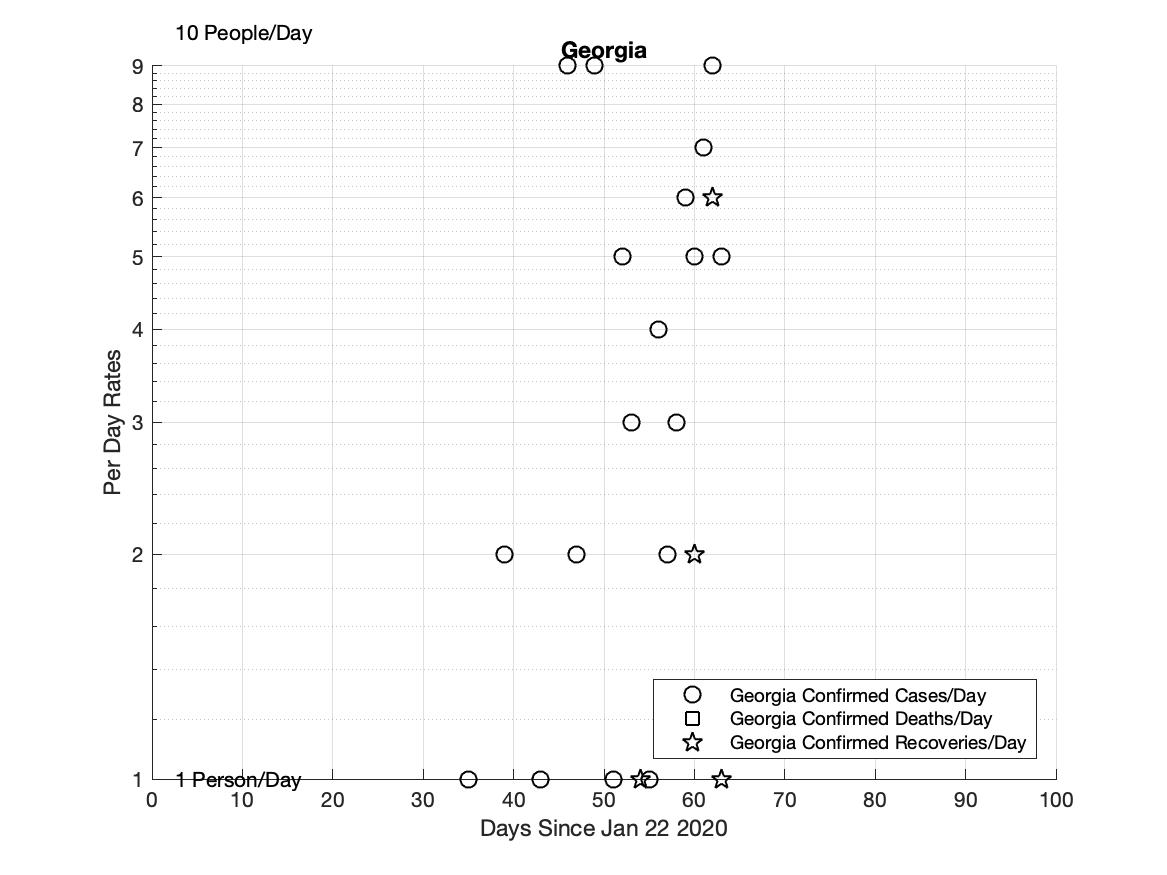 10 People/Day
Georgia
9
8
7
6
5
4
3
2
1
Per Day Rates
Georgia Confirmed Cases/Day
Georgia Confirmed Deaths/Day
Georgia Confirmed Recoveries/Day
1 Person/Day
0 10 20 30 40 50 60 70 80 90 100
Days Since Jan 22 2020